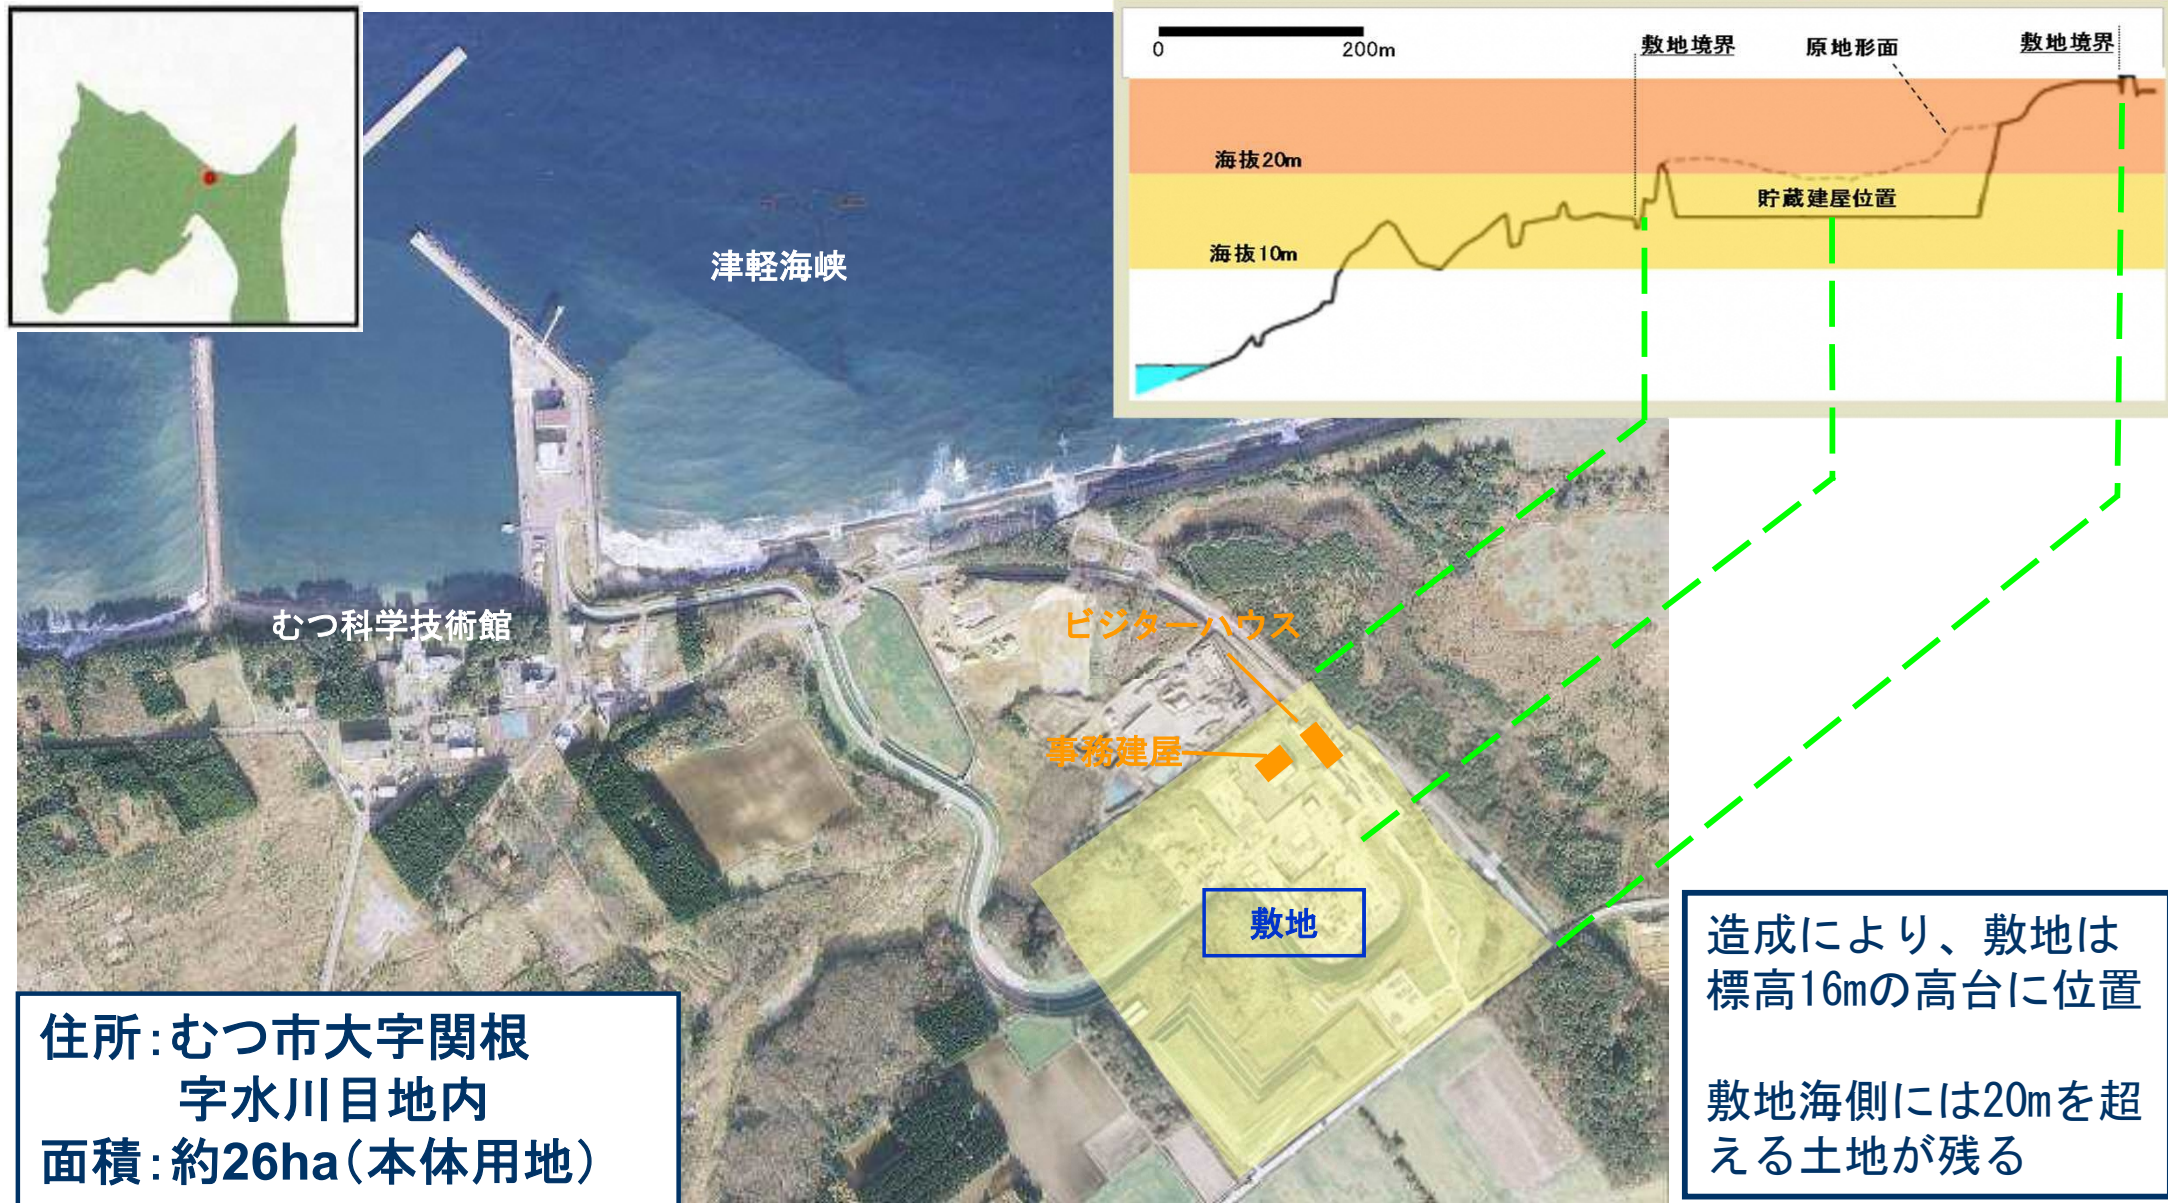 0
200m
敷地境界
原地形面
敷地境界
海抜20m
貯蔵建屋位置
海抜10m
津軽海峡
むつ科学技術館
ビジターハウス
事務建屋
敷地
造成により、敷地は
標高16mの高台に位置
敷地海側には20mを超
える土地が残る
住所:むつ市大字関根
字水川目地内
面積:約26ha(本体用地)